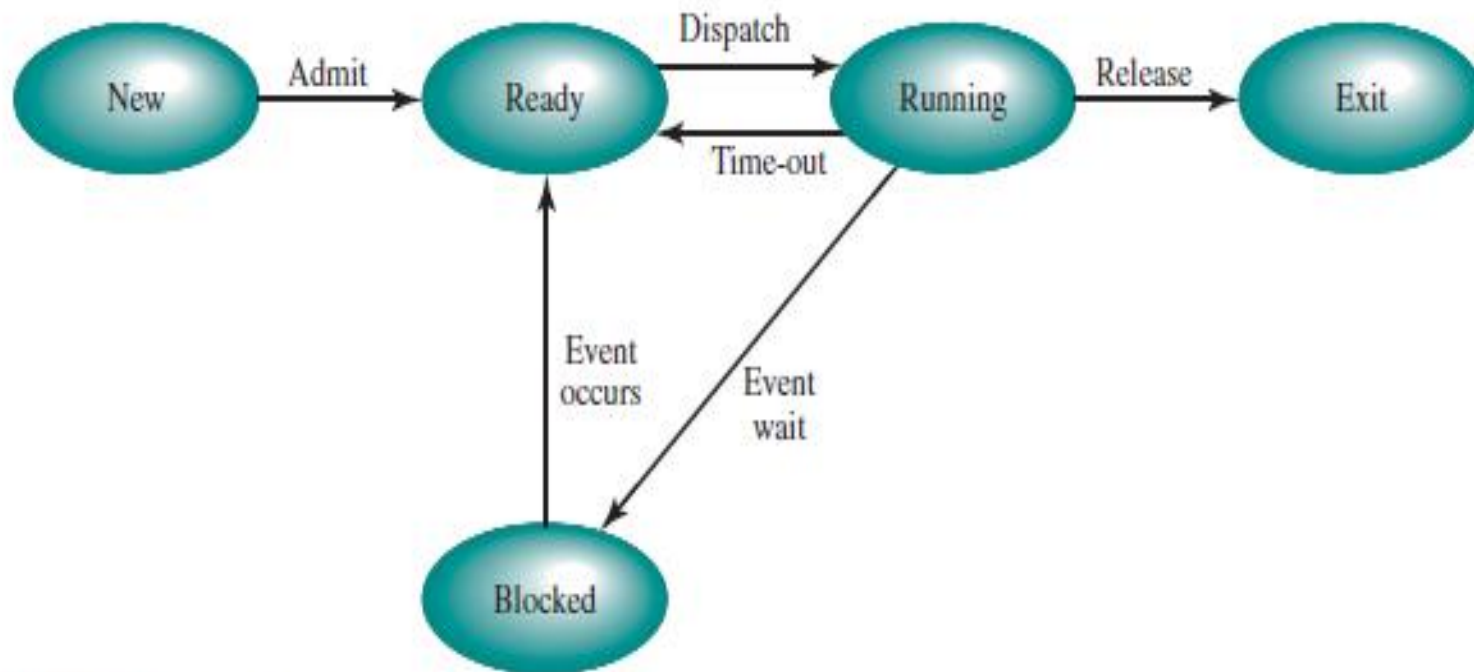 Dispatch
New
Admit
Ready
Running
Release
Exit
Time-out
Event
occurs
Event
wait
Blocked